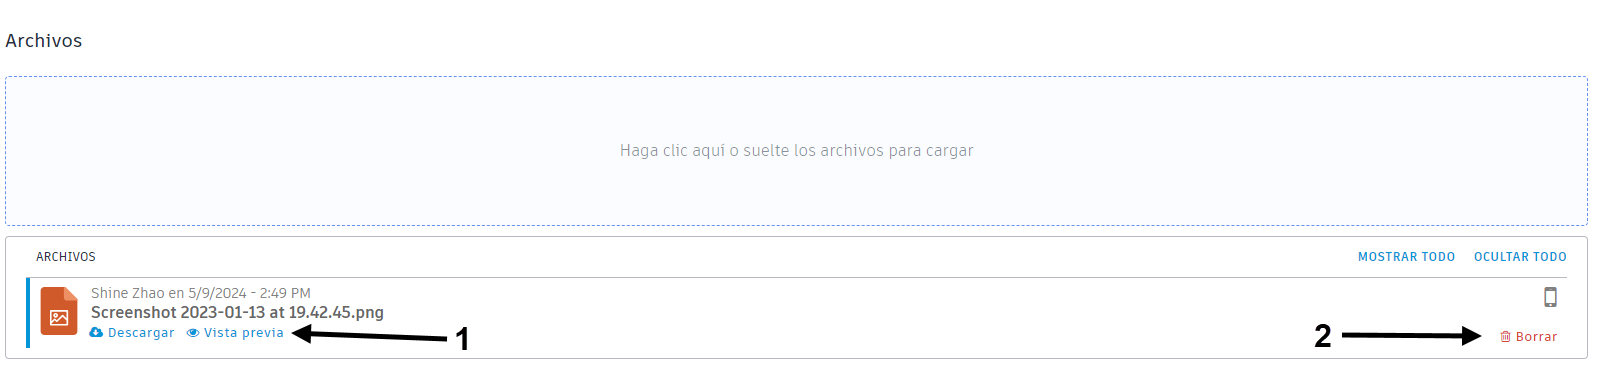 Archivos
Haga clic aquí o suelte los archivos para cargar
ARCHIVOS MOSTRAR TODO OCULTAR TODO
Shine Zhao en 5/9/2024 - 2:49 PM
Screenshot 2023-01-13 at 19.42.45.png
Descargar Vista previa 1 2 Borrar